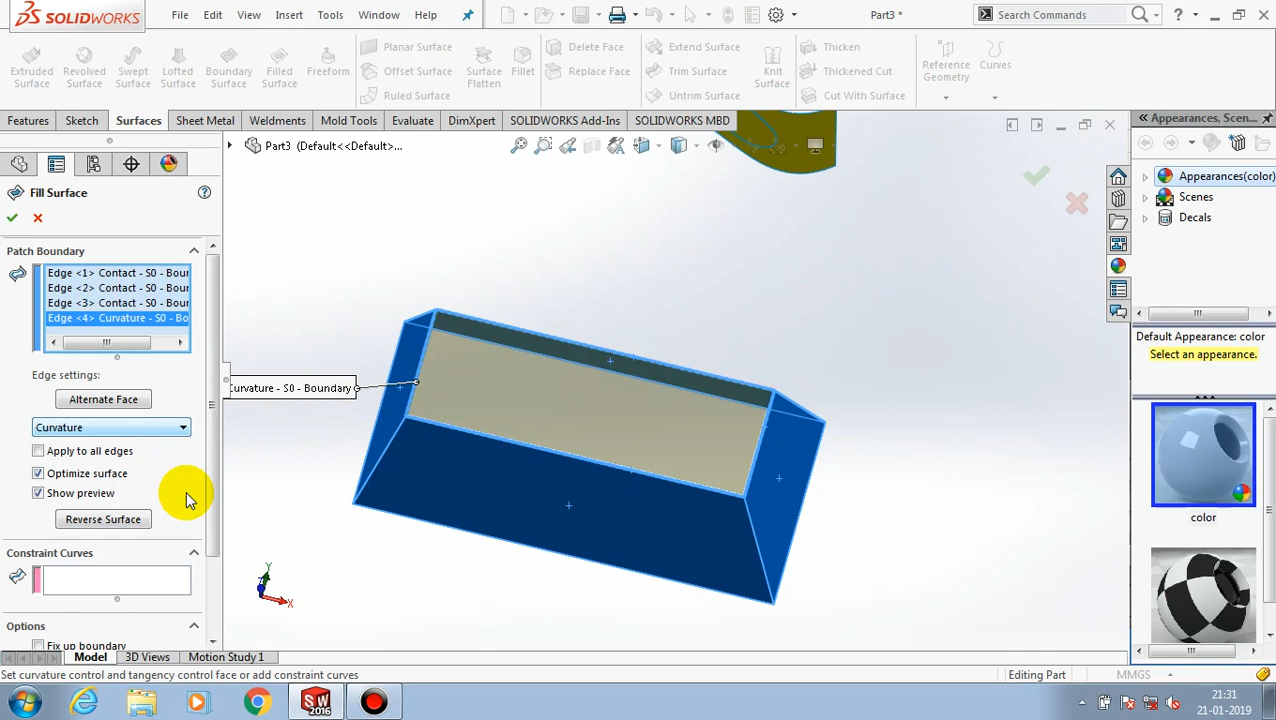 SOLIDWORKS
File Edit View Insert Tools Window Help
Part3 *
Search Commands
Extruded Surface
Revolved Surface
Swept Surface
Lofted Surface
Boundary Surface
Filled Surface
Freeform
Planar Surface
Offset Surface
Ruled Surface
Surface Flatten
Fillet
Delete Face
Replace Face
Extend Surface
Trim Surface
Untrim Surface
Knit Surface
Thicken
Thickened Cut
Cut With Surface
Reference Geometry
Curves
Features Sketch Surfaces Sheet Metal Weldments Mold Tools Evaluate DimXpert SOLIDWORKS Add-Ins SOLIDWORKS MBD
Part3 (Default<<Default>...
Fill Surface
Patch Boundary
Edge <1> Contact - S0 - Bour
Edge <2> Contact - S0 - Bour
Edge <3> Contact - S0 - Bour
Edge <4> Curvature - S0 - Bo
Edge settings:
Alternate Face
Curvature
Apply to all edges
Optimize surface
Show preview
Reverse Surface
Constraint Curves
Options
Fix up boundary
Curvature - S0 - Boundary
Y
X
Appearances, Scen...
Appearances(color)
Scenes
Decals
Default Appearance: color
Select an appearance.
color
Model 3D Views Motion Study 1
Set curvature control and tangency control face or add constraint curves
Editing Part
MMGS
SW
2016
21:31
21-01-2019